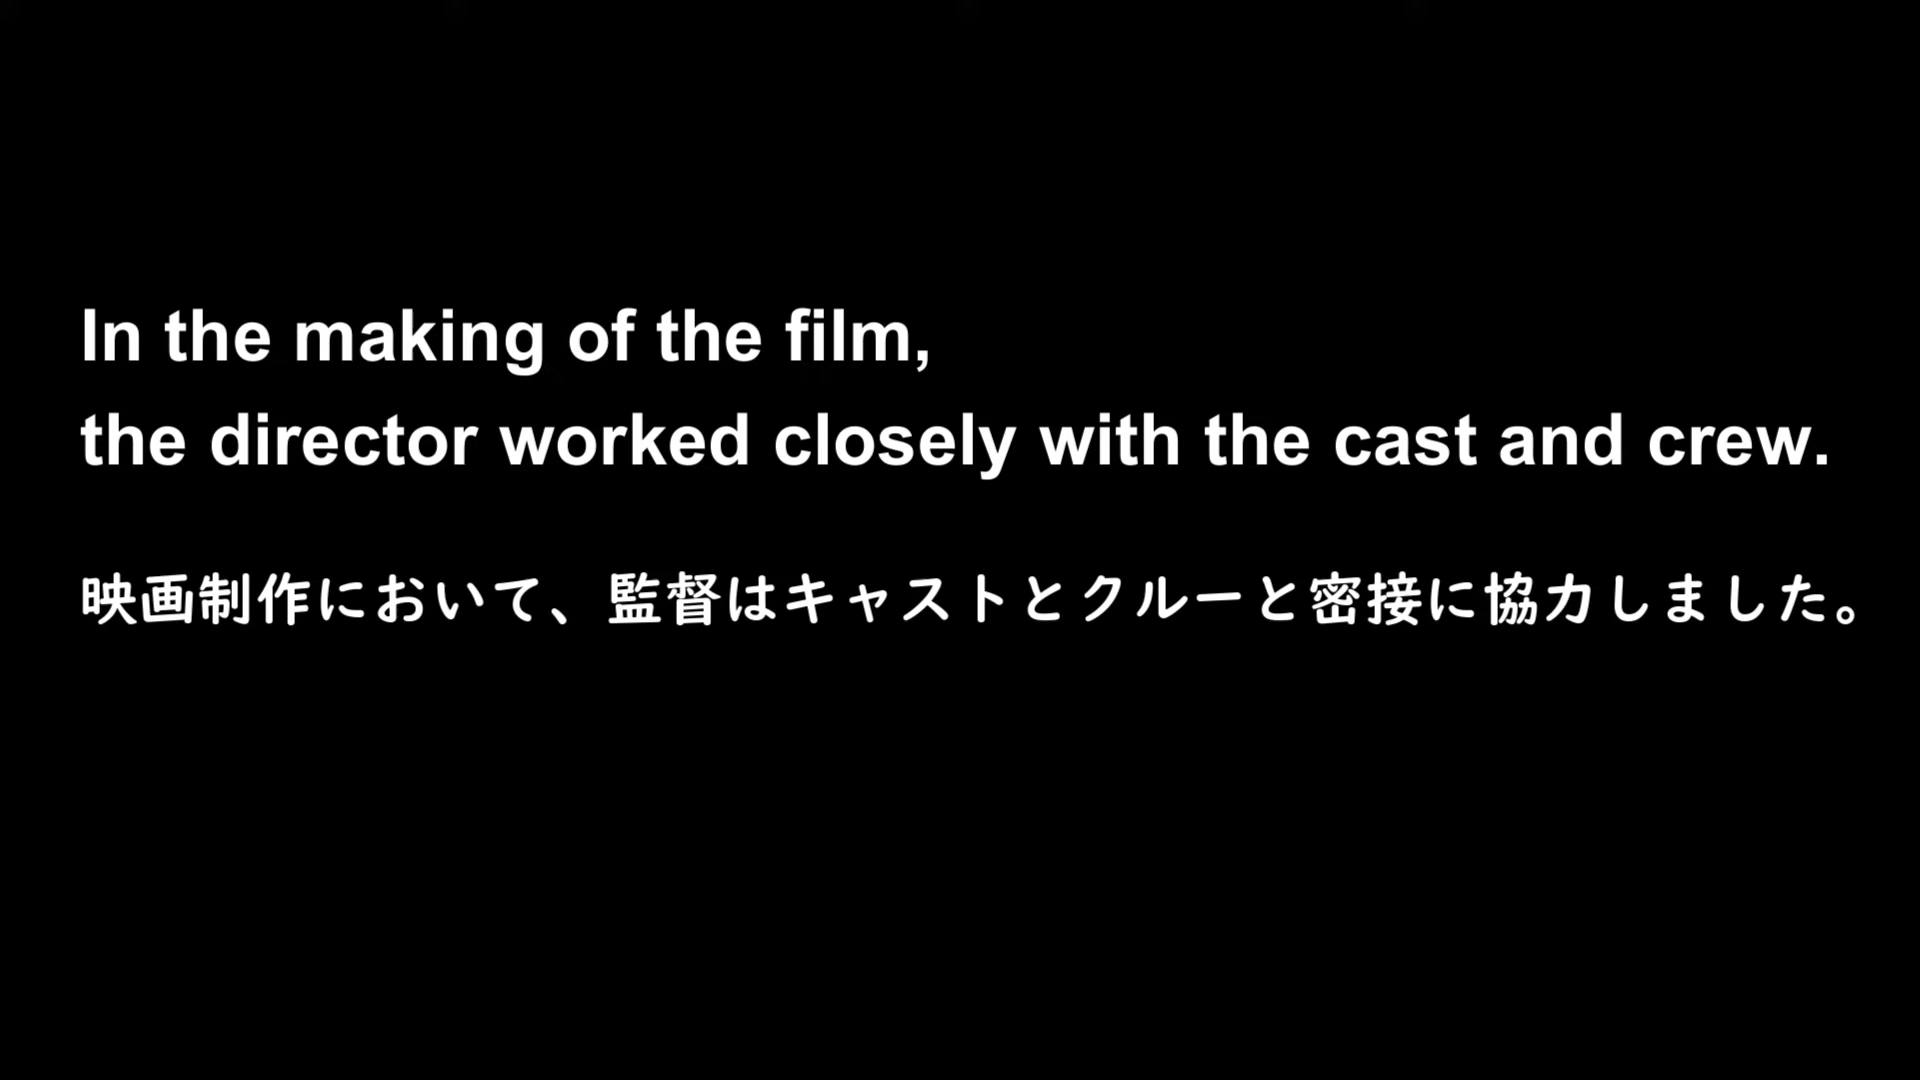 In the making of the film,
the director worked closely with the cast and crew.
映画制作において、監督はキャストとクルーと密接に協力しました。